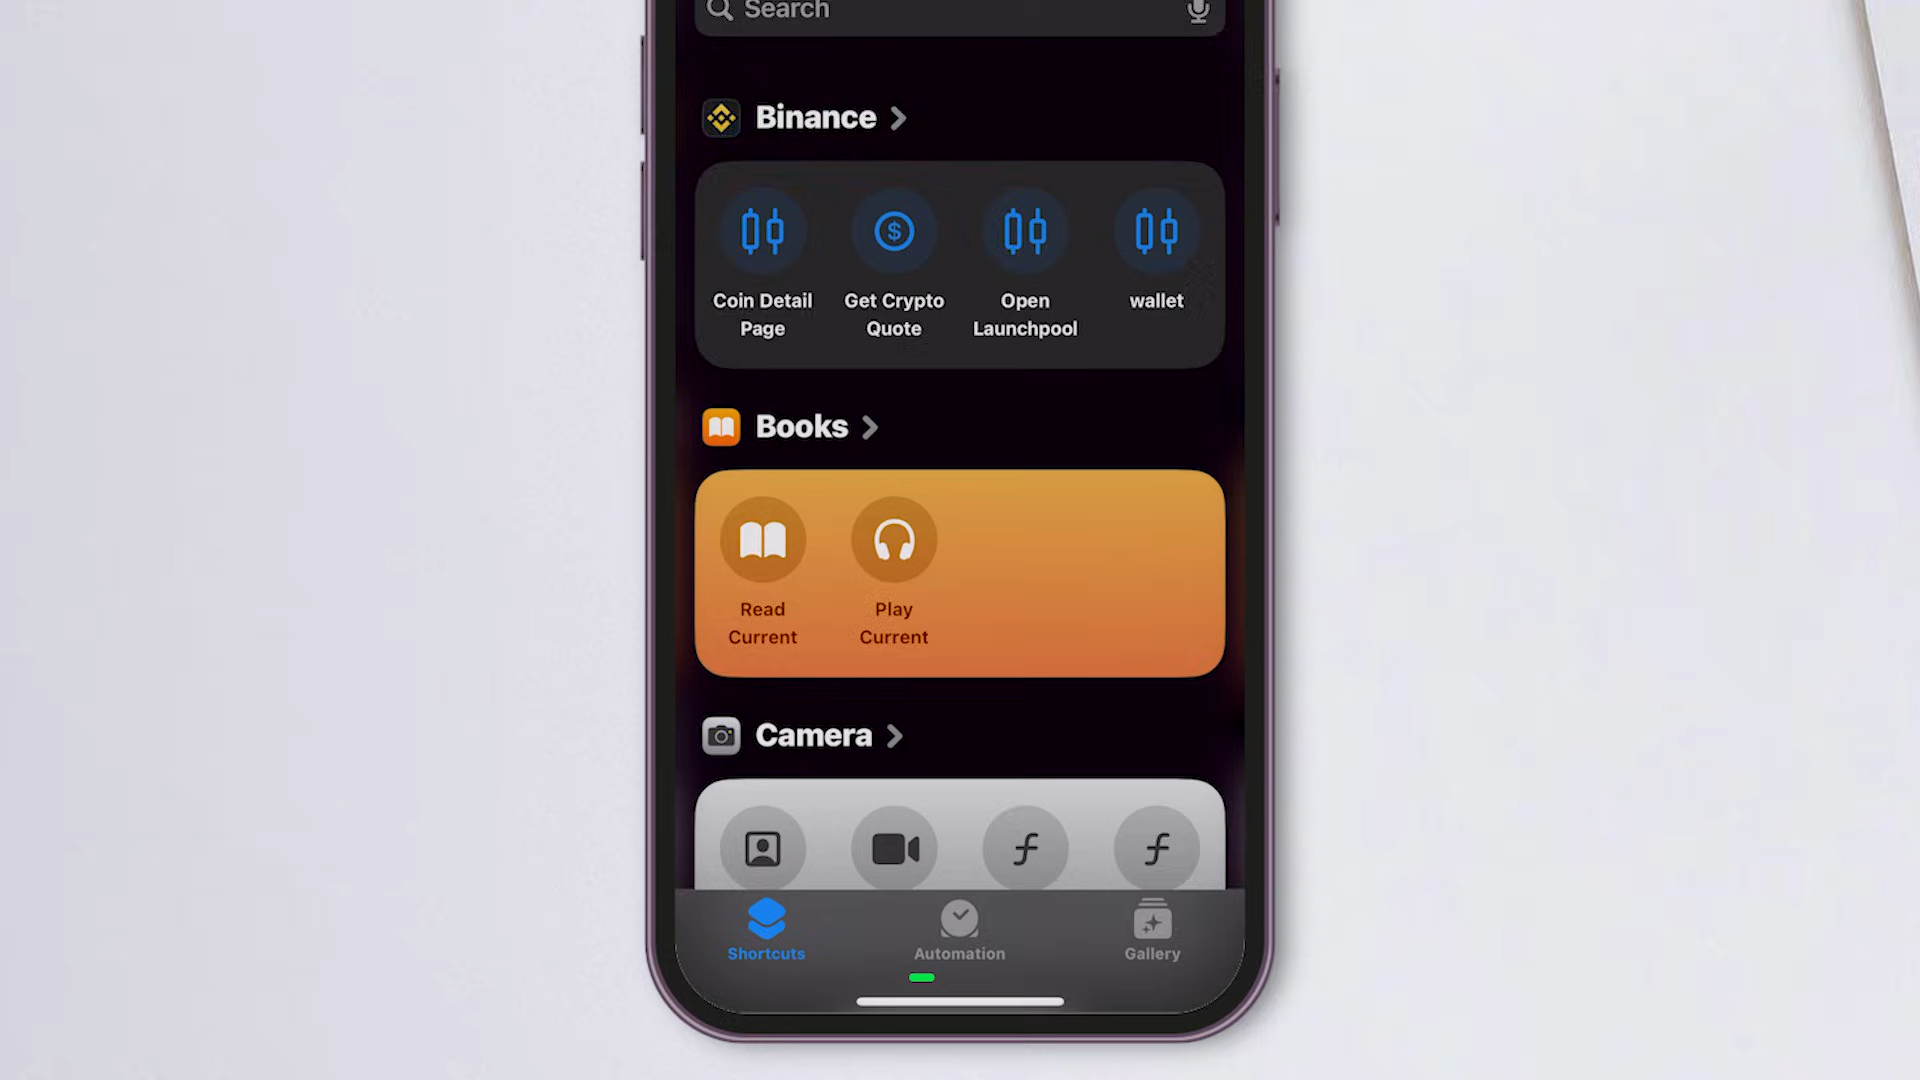 Search
Binance
Coin Detail Page
Get Crypto Quote
Open Launchpool
wallet
Books
Read Current
Play Current
Camera
Shortcuts
Automation
Gallery